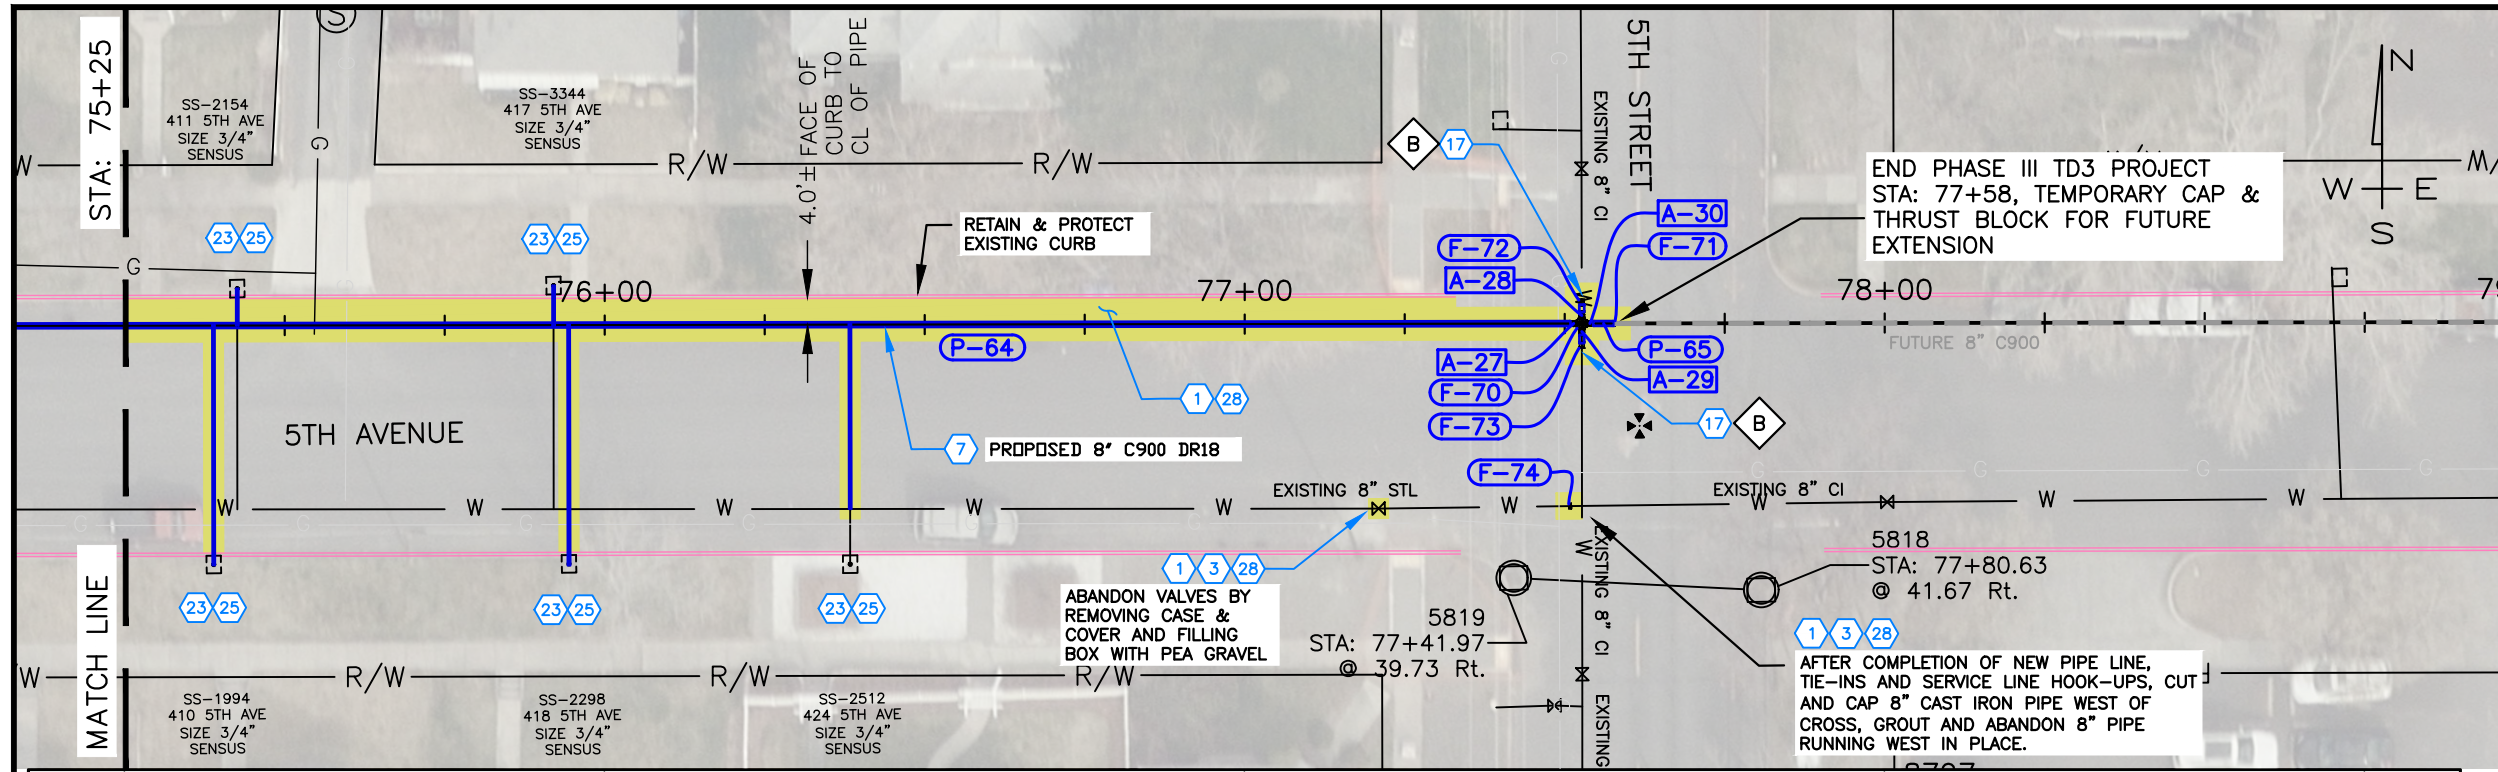 STA: 75+25
MATCH LINE
S
SS-2154
411 5TH AVE
SIZE 3/4"
SENSUS
SS-3344
417 5TH AVE
SIZE 3/4"
SENSUS
4.0'± FACE OF
CURB TO
CL OF PIPE
G
G
W
R/W
R/W
RETAIN & PROTECT
EXISTING CURB
23 25
23 25
B
17
5TH STREET
EXISTING 8" CI
A-30
F-71
F-72
A-28
END PHASE III TD3 PROJECT
STA: 77+58, TEMPORARY CAP &
THRUST BLOCK FOR FUTURE
EXTENSION
N
W E
S
76+00
77+00
78+00
W
P-64
A-27
F-70
F-73
P-65
A-29
FUTURE 8" C900
1 28
5TH AVENUE
7
PROPOSED 8" C900 DR18
17
B
F-74
EXISTING 8" STL
EXISTING 8" CI
W W W W W W W W W
G G G G G G G G
1 3 28
ABANDON VALVES BY
REMOVING CASE &
COVER AND FILLING
BOX WITH PEA GRAVEL
W
EXISTING 8" CI
EXISTING
5819
STA: 77+41.97
@ 39.73 Rt.
5818
STA: 77+80.63
@ 41.67 Rt.
23 25
23 25
23 25
W
R/W
R/W
R/W
SS-1994
410 5TH AVE
SIZE 3/4"
SENSUS
SS-2298
418 5TH AVE
SIZE 3/4"
SENSUS
SS-2512
424 5TH AVE
SIZE 3/4"
SENSUS
1 3 28
AFTER COMPLETION OF NEW PIPE LINE,
TIE-INS AND SERVICE LINE HOOK-UPS, CUT
AND CAP 8" CAST IRON PIPE WEST OF
CROSS, GROUT AND ABANDON 8" PIPE
RUNNING WEST IN PLACE.